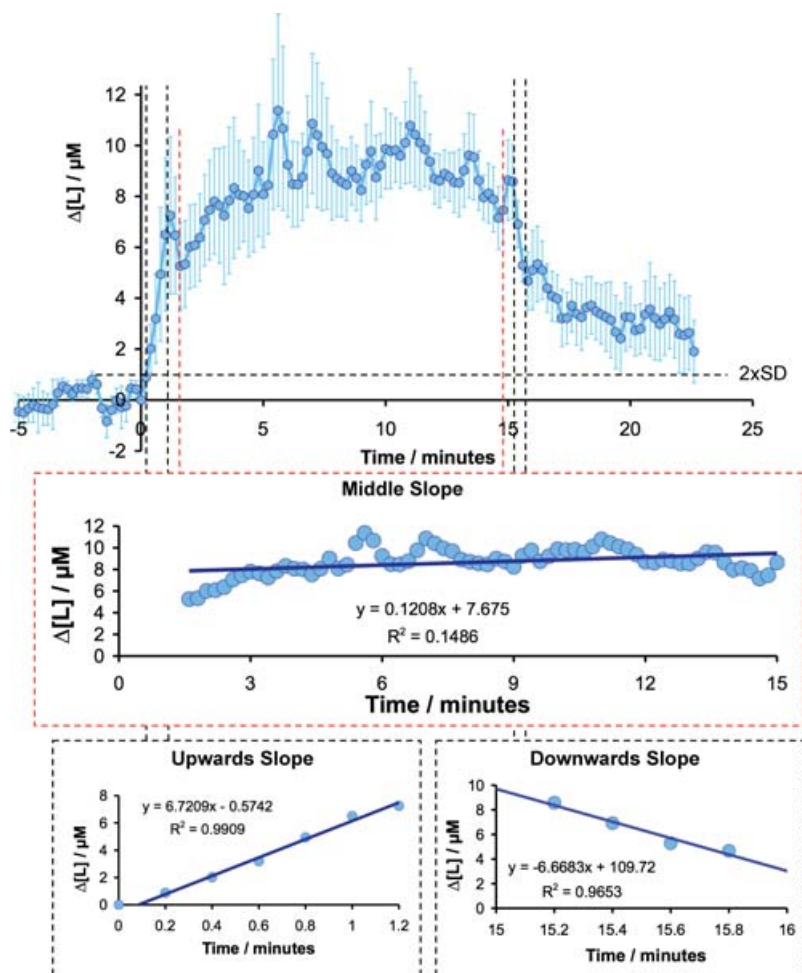 12
10
8
6
4
2
0
-2
Δ[L] / µM
2xSD
-5 0 5 10 15 20 25
Time / minutes
Middle Slope
12
10
8
6
4
2
0
Δ[L] / µM
y = 0.1208x + 7.675
R² = 0.1486
0 3 6 9 12 15
Time / minutes
Upwards Slope
8
6
4
2
0
Δ[L] / µM
y = 6.7209x - 0.5742
R² = 0.9909
0 0.2 0.4 0.6 0.8 1 1.2
Time / minutes
Downwards Slope
10
8
6
4
2
0
Δ[L] / µM
y = -6.6683x + 109.72
R² = 0.9653
15 15.2 15.4 15.6 15.8 16
Time / minutes